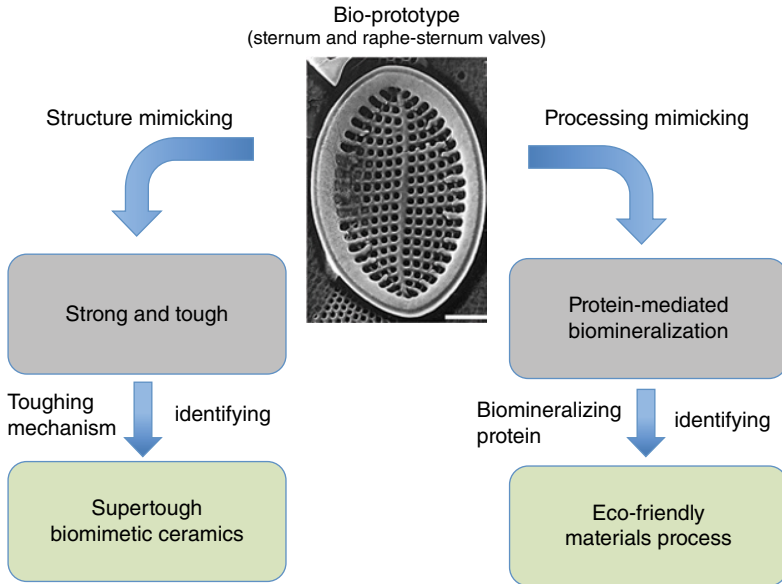 Bio-prototype
(sternum and raphe-sternum valves)
Structure mimicking
Processing mimicking
Strong and tough
Protein-mediated
biomineralization
Toughing
mechanism
identifying
Biomineralizing
protein
identifying
Supertough
biomimetic ceramics
Eco-friendly
materials process